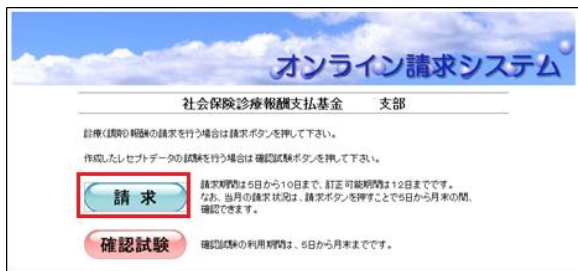 オンライン請求システム
社会保険診療報酬支払基金　　支部
診療(調剤)報酬の請求を行う場合は請求ボタンを押して下さい。
作成したレセプトデータの試験を行う場合は確認試験ボタンを押して下さい。
請求
請求期間は5日から10日まで、訂正可能期間は12日までです。
なお、当月の請求状況は、請求ボタンを押すことで5日から月末の間、
確認できます。
確認試験
確認試験の利用期間は、5日から月末までです。